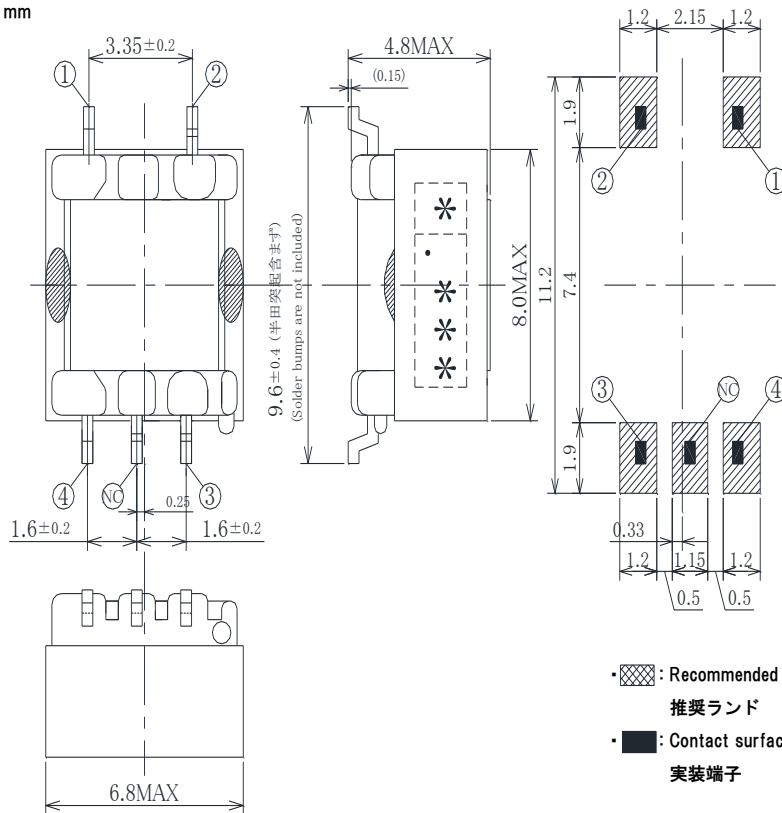 mm
3.35±0.2
① ②
④ NC ③
0.25
1.6±0.2 1.6±0.2
6.8MAX
4.8MAX
(0.15)
9.6±0.4 (半田突起含まず)
(Solder bumps are not included)
8.0MAX
*
.
*
*
*
1.2 2.15 1.2
1.9
② ①
11.2
7.4
③ NC ④
1.9
0.33
1.2 1.15 1.2
0.5 0.5
・ : Recommended
推奨ランド
・ : Contact surfac
実装端子